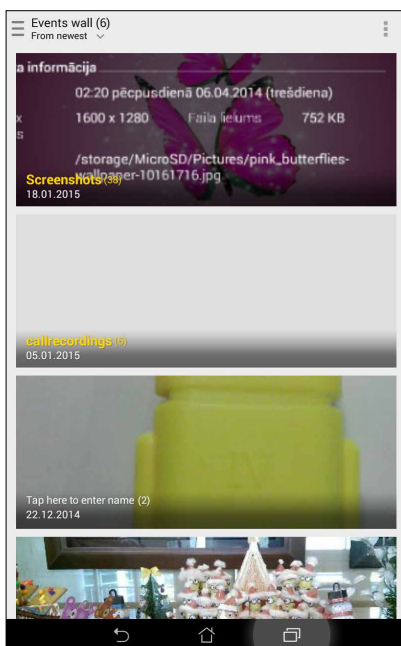 Events wall (6)
From newest
a informācija
02:20 pēcpusdienā 06.04.2014 (trešdiena)
x 1600 x 1280 Faila lielums 752 KB
s
/storage/MicroSD/Pictures/pink_butterflies-
wallpaper-10161716.jpg
Screenshots (38)
18.01.2015
callrecordings (6)
05.01.2015
Tap here to enter name (2)
22.12.2014